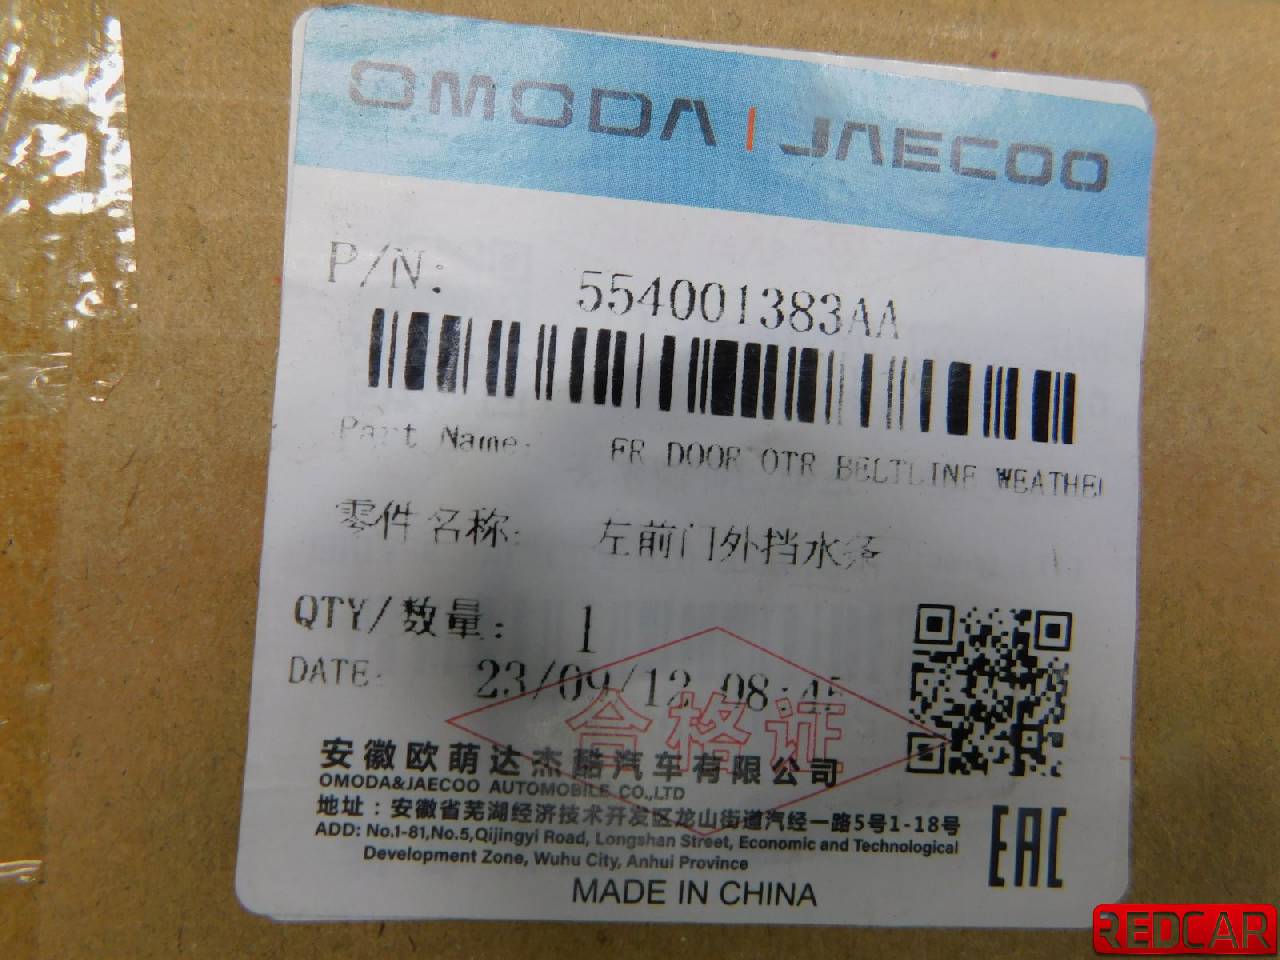 OMODA | JAECOO
P/N: 554001383AA
Part Name: FR DOOR OTR BELTLINE WEATHER
零件名称: 左前门外挡水条
QTY/数量: 1
DATE: 23/09/12 08:45
合格证
安徽欧萌达杰酷汽车有限公司
OMODA&JAECOO AUTOMOBILE CO.,LTD
地址：安徽省芜湖经济技术开发区龙山街道汽经一路5号1-18号
ADD: No.1-81,No.5,Qijingyi Road, Longshan Street, Economic and Technological
Development Zone, Wuhu City, Anhui Province
EAC
MADE IN CHINA
REDCAR